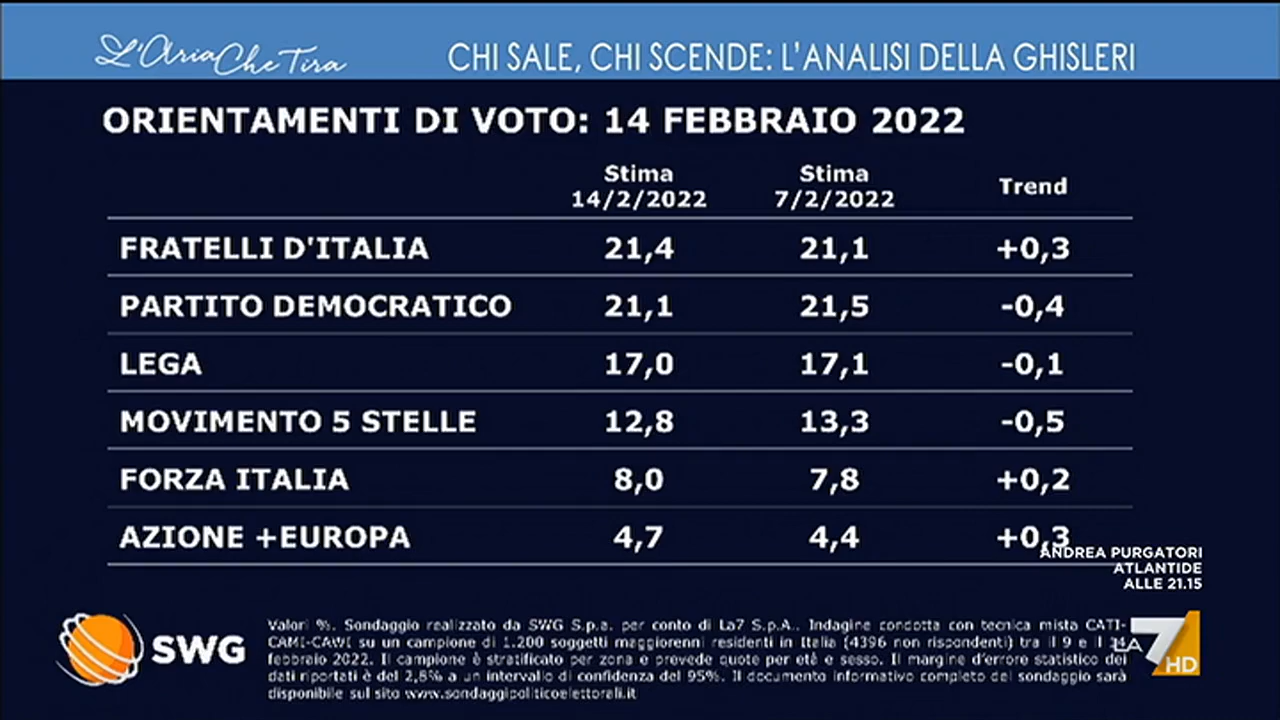 L'Aria Che Tira
CHI SALE, CHI SCENDE: L'ANALISI DELLA GHISLERI
ORIENTAMENTI DI VOTO: 14 FEBBRAIO 2022
Stima 14/2/2022 Stima 7/2/2022 Trend
FRATELLI D'ITALIA 21,4 21,1 +0,3
PARTITO DEMOCRATICO 21,1 21,5 -0,4
LEGA 17,0 17,1 -0,1
MOVIMENTO 5 STELLE 12,8 13,3 -0,5
FORZA ITALIA 8,0 7,8 +0,2
AZIONE +EUROPA 4,7 4,4 +0,3
ANDREA PURGATORI
ATLANTIDE
ALLE 21.15
SWG
Valori %. Sondaggio realizzato da SWG S.p.a. per conto di La7 S.p.A.. Indagine condotta con tecnica mista CATI-
CAMI-CAWI su un campione di 1.200 soggetti maggiorenni residenti in Italia (4396 non rispondenti) tra il 9 e il 14
febbraio 2022. Il campione è stratificato per zona e prevede quote per età e sesso. Il margine d'errore statistico dei
dati riportati è del 2,8% a un intervallo di confidenza del 95%. Il documento informativo completo del sondaggio sarà
disponibile sul sito www.sondaggipoliticoelettorali.it
LA 7 HD